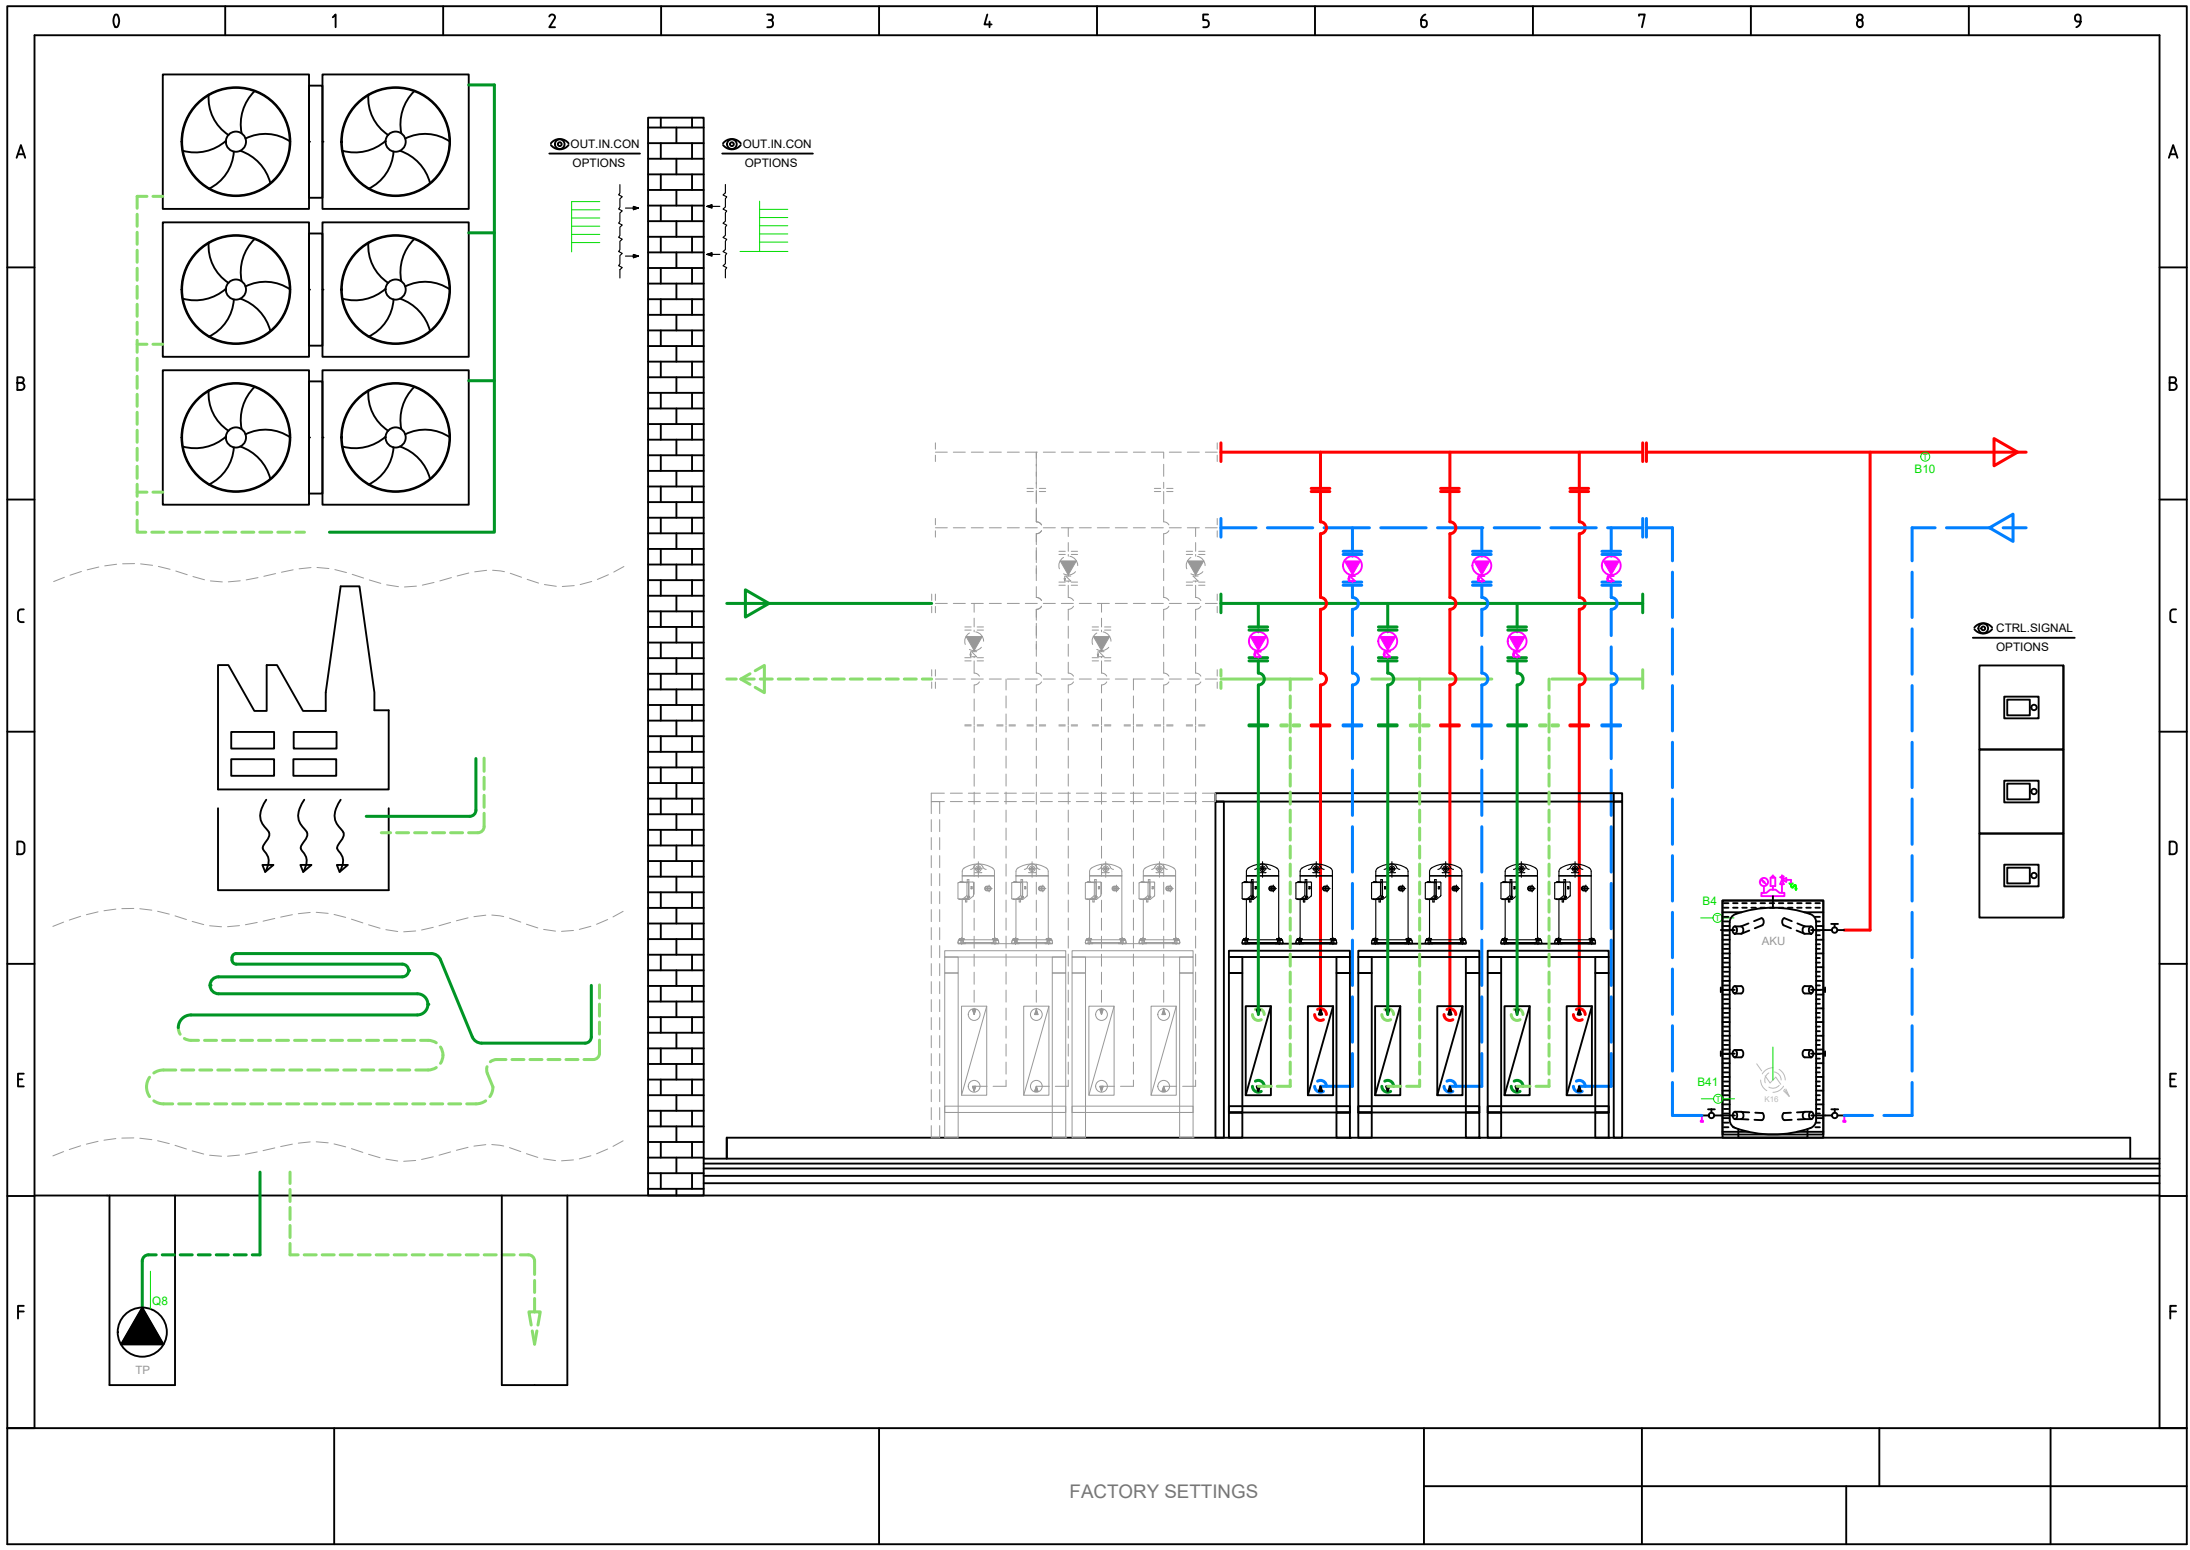 0 1 2 3 4 5 6 7 8 9
A A
OUT.IN.CON OUT.IN.CON
OPTIONS OPTIONS
B B
B10
C C
CTRL.SIGNAL
OPTIONS
D D
B4
AKU
E E
B41
K16
Q8
F F
TP
FACTORY SETTINGS